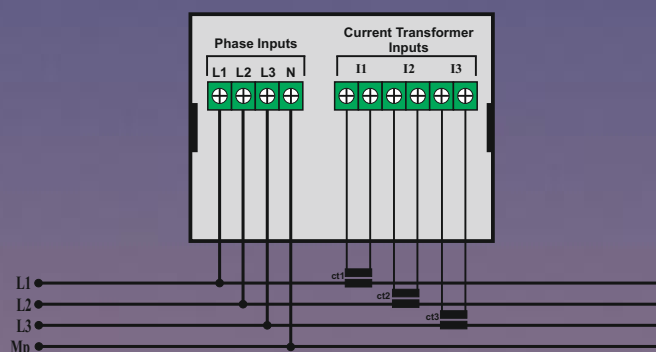 Phase Inputs
Current Transformer
Inputs
L1 L2 L3 N
I1 I2 I3
ct1
L1
ct2
L2
ct3
L3
Mp